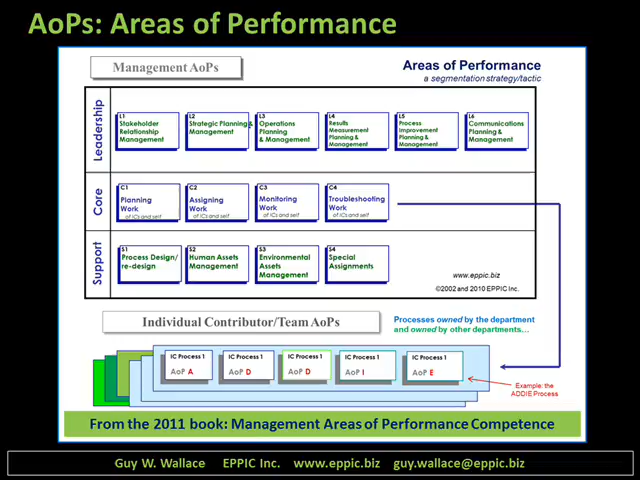 AoPs: Areas of Performance
Management AoPs
Areas of Performance
a segmentation strategy/tactic
Leadership
L1
Stakeholder
Relationship
Management
L2
Strategic Planning &
Management
L3
Operations
Planning
& Management
L4
Results
Measurement
Planning &
Management
L5
Process
Improvement
Planning &
Management
L6
Communications
Planning &
Management
Core
C1
Planning
Work
of ICs and self
C2
Assigning
Work
of ICs and self
C3
Monitoring
Work
of ICs and self
C4
Troubleshooting
Work
of ICs and self
Support
S1
Process Design/
re-design
S2
Human Assets
Management
S3
Environmental
Assets
Management
S4
Special
Assignments
www.eppic.biz
©2002 and 2010 EPPIC Inc.
Individual Contributor/Team AoPs
Processes owned by the department
and owned by other departments…
IC Process 1
AoP A
IC Process 1
AoP D
IC Process 1
AoP D
IC Process 1
AoP I
IC Process 1
AoP E
Example: the
ADDIE Process
From the 2011 book: Management Areas of Performance Competence
Guy W. Wallace EPPIC Inc. www.eppic.biz guy.wallace@eppic.biz